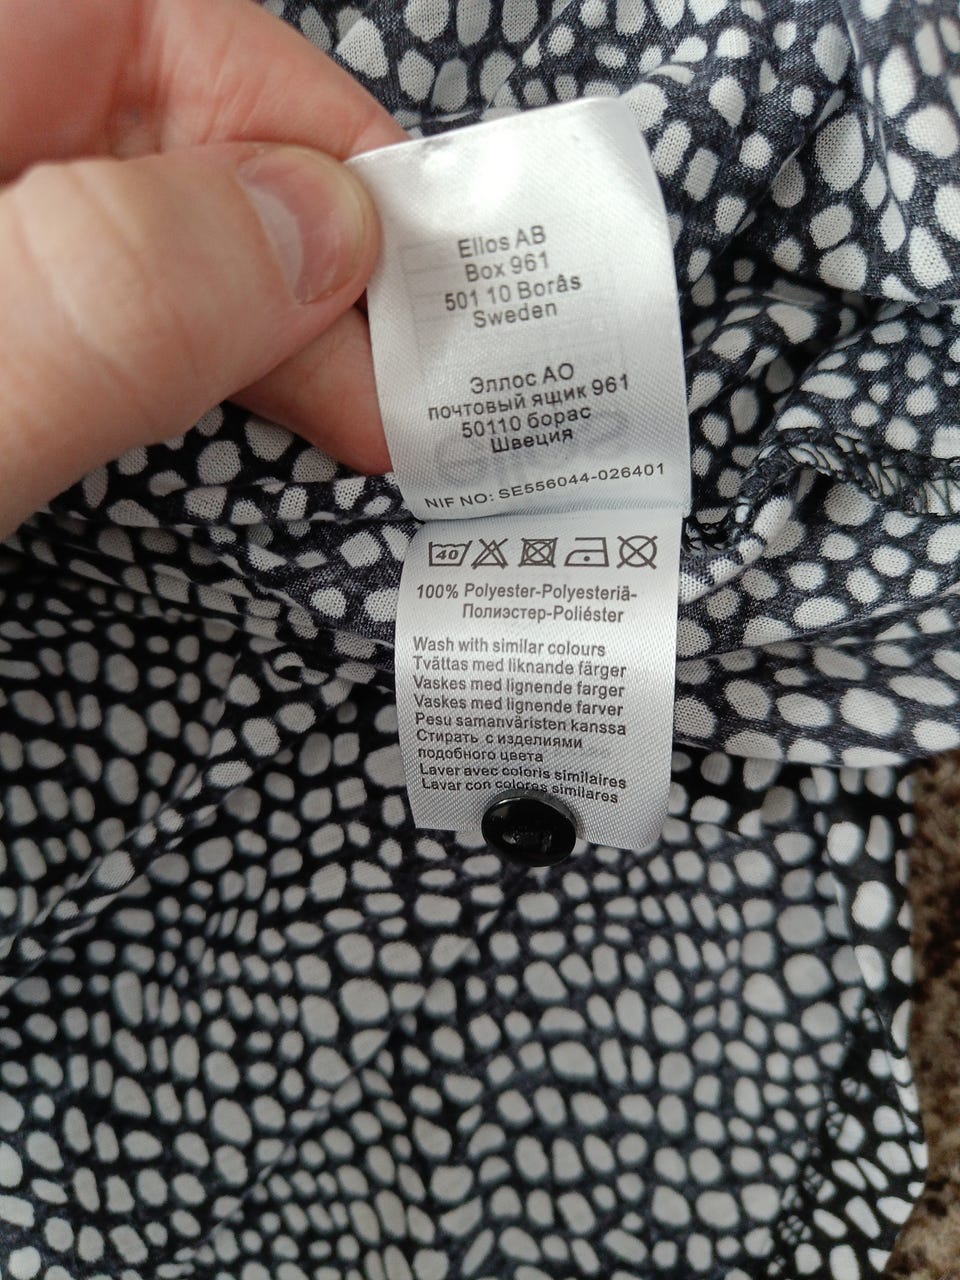 Ellos AB
Box 961
501 10 Borås
Sweden
Эллос АО
почтовый ящик 961
50110 борас
Швеция
NIF NO: SE556044-026401
40
100% Polyester-Polyesteriä-
Полиэстер-Poliéster
Wash with similar colours
Tvättas med liknande färger
Vaskes med lignende farger
Vaskes med lignende farver
Pesu samanväristen kanssa
Стирать с изделиями
подобного цвета
Laver avec coloris similaires
Lavar con colores similares